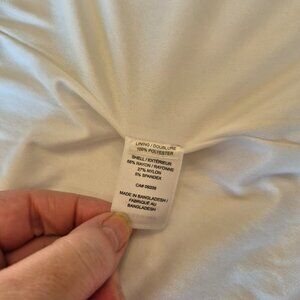 LINING / DOUBLURE
100% POLYESTER
SHELL / EXTÉRIEUR
68% RAYON / RAYONNE
27% NYLON
5% SPANDEX
CA#
MADE IN BANGLADESH /
FABRIQUÉ AU
BANGLADESH